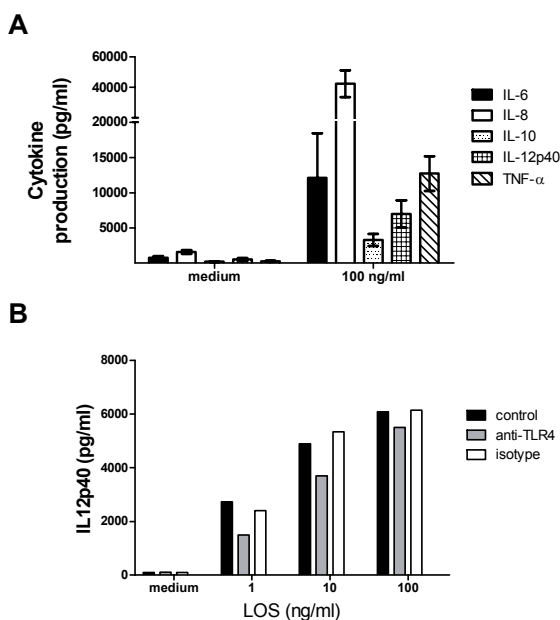 A
Cytokine
production (pg/ml)
60000
40000
20000
15000
10000
5000
medium
100 ng/ml
IL-6
IL-8
IL-10
IL-12p40
TNF-α
B
IL12p40 (pg/ml)
8000
6000
4000
2000
0
medium
1
10
100
LOS (ng/ml)
control
anti-TLR4
isotype